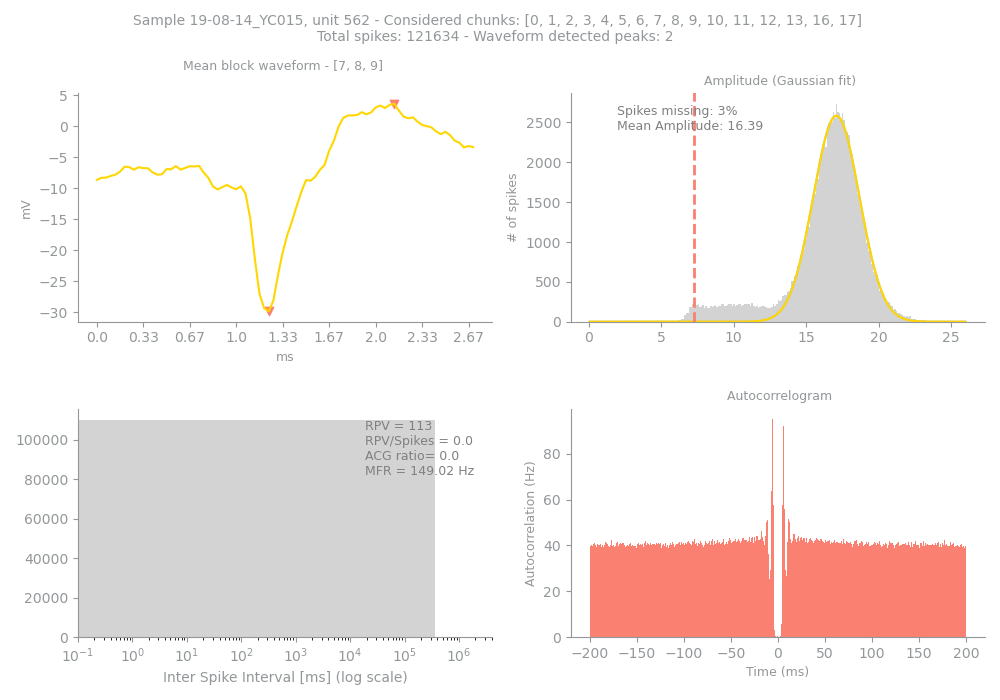 Sample 19-08-14_YC015, unit 562 - Considered chunks: [0, 1, 2, 3, 4, 5, 6, 7, 8, 9, 10, 11, 12, 13, 16, 17]
Total spikes: 121634 - Waveform detected peaks: 2
Mean block waveform - [7, 8, 9]
5
0
−5
−10
−15
−20
−25
−30
mV
0.0 0.33 0.67 1.0 1.33 1.67 2.0 2.33 2.67
ms
Amplitude (Gaussian fit)
Spikes missing: 3%
Mean Amplitude: 16.39
2500
2000
1500
1000
500
0
# of spikes
0 5 10 15 20 25
RPV = 113
RPV/Spikes = 0.0
ACG ratio= 0.0
MFR = 149.02 Hz
100000
80000
60000
40000
20000
0
10⁻¹ 10⁰ 10¹ 10² 10³ 10⁴ 10⁵ 10⁶
Inter Spike Interval [ms] (log scale)
Autocorrelogram
80
60
40
20
0
Autocorrelation (Hz)
−200 −150 −100 −50 0 50 100 150 200
Time (ms)